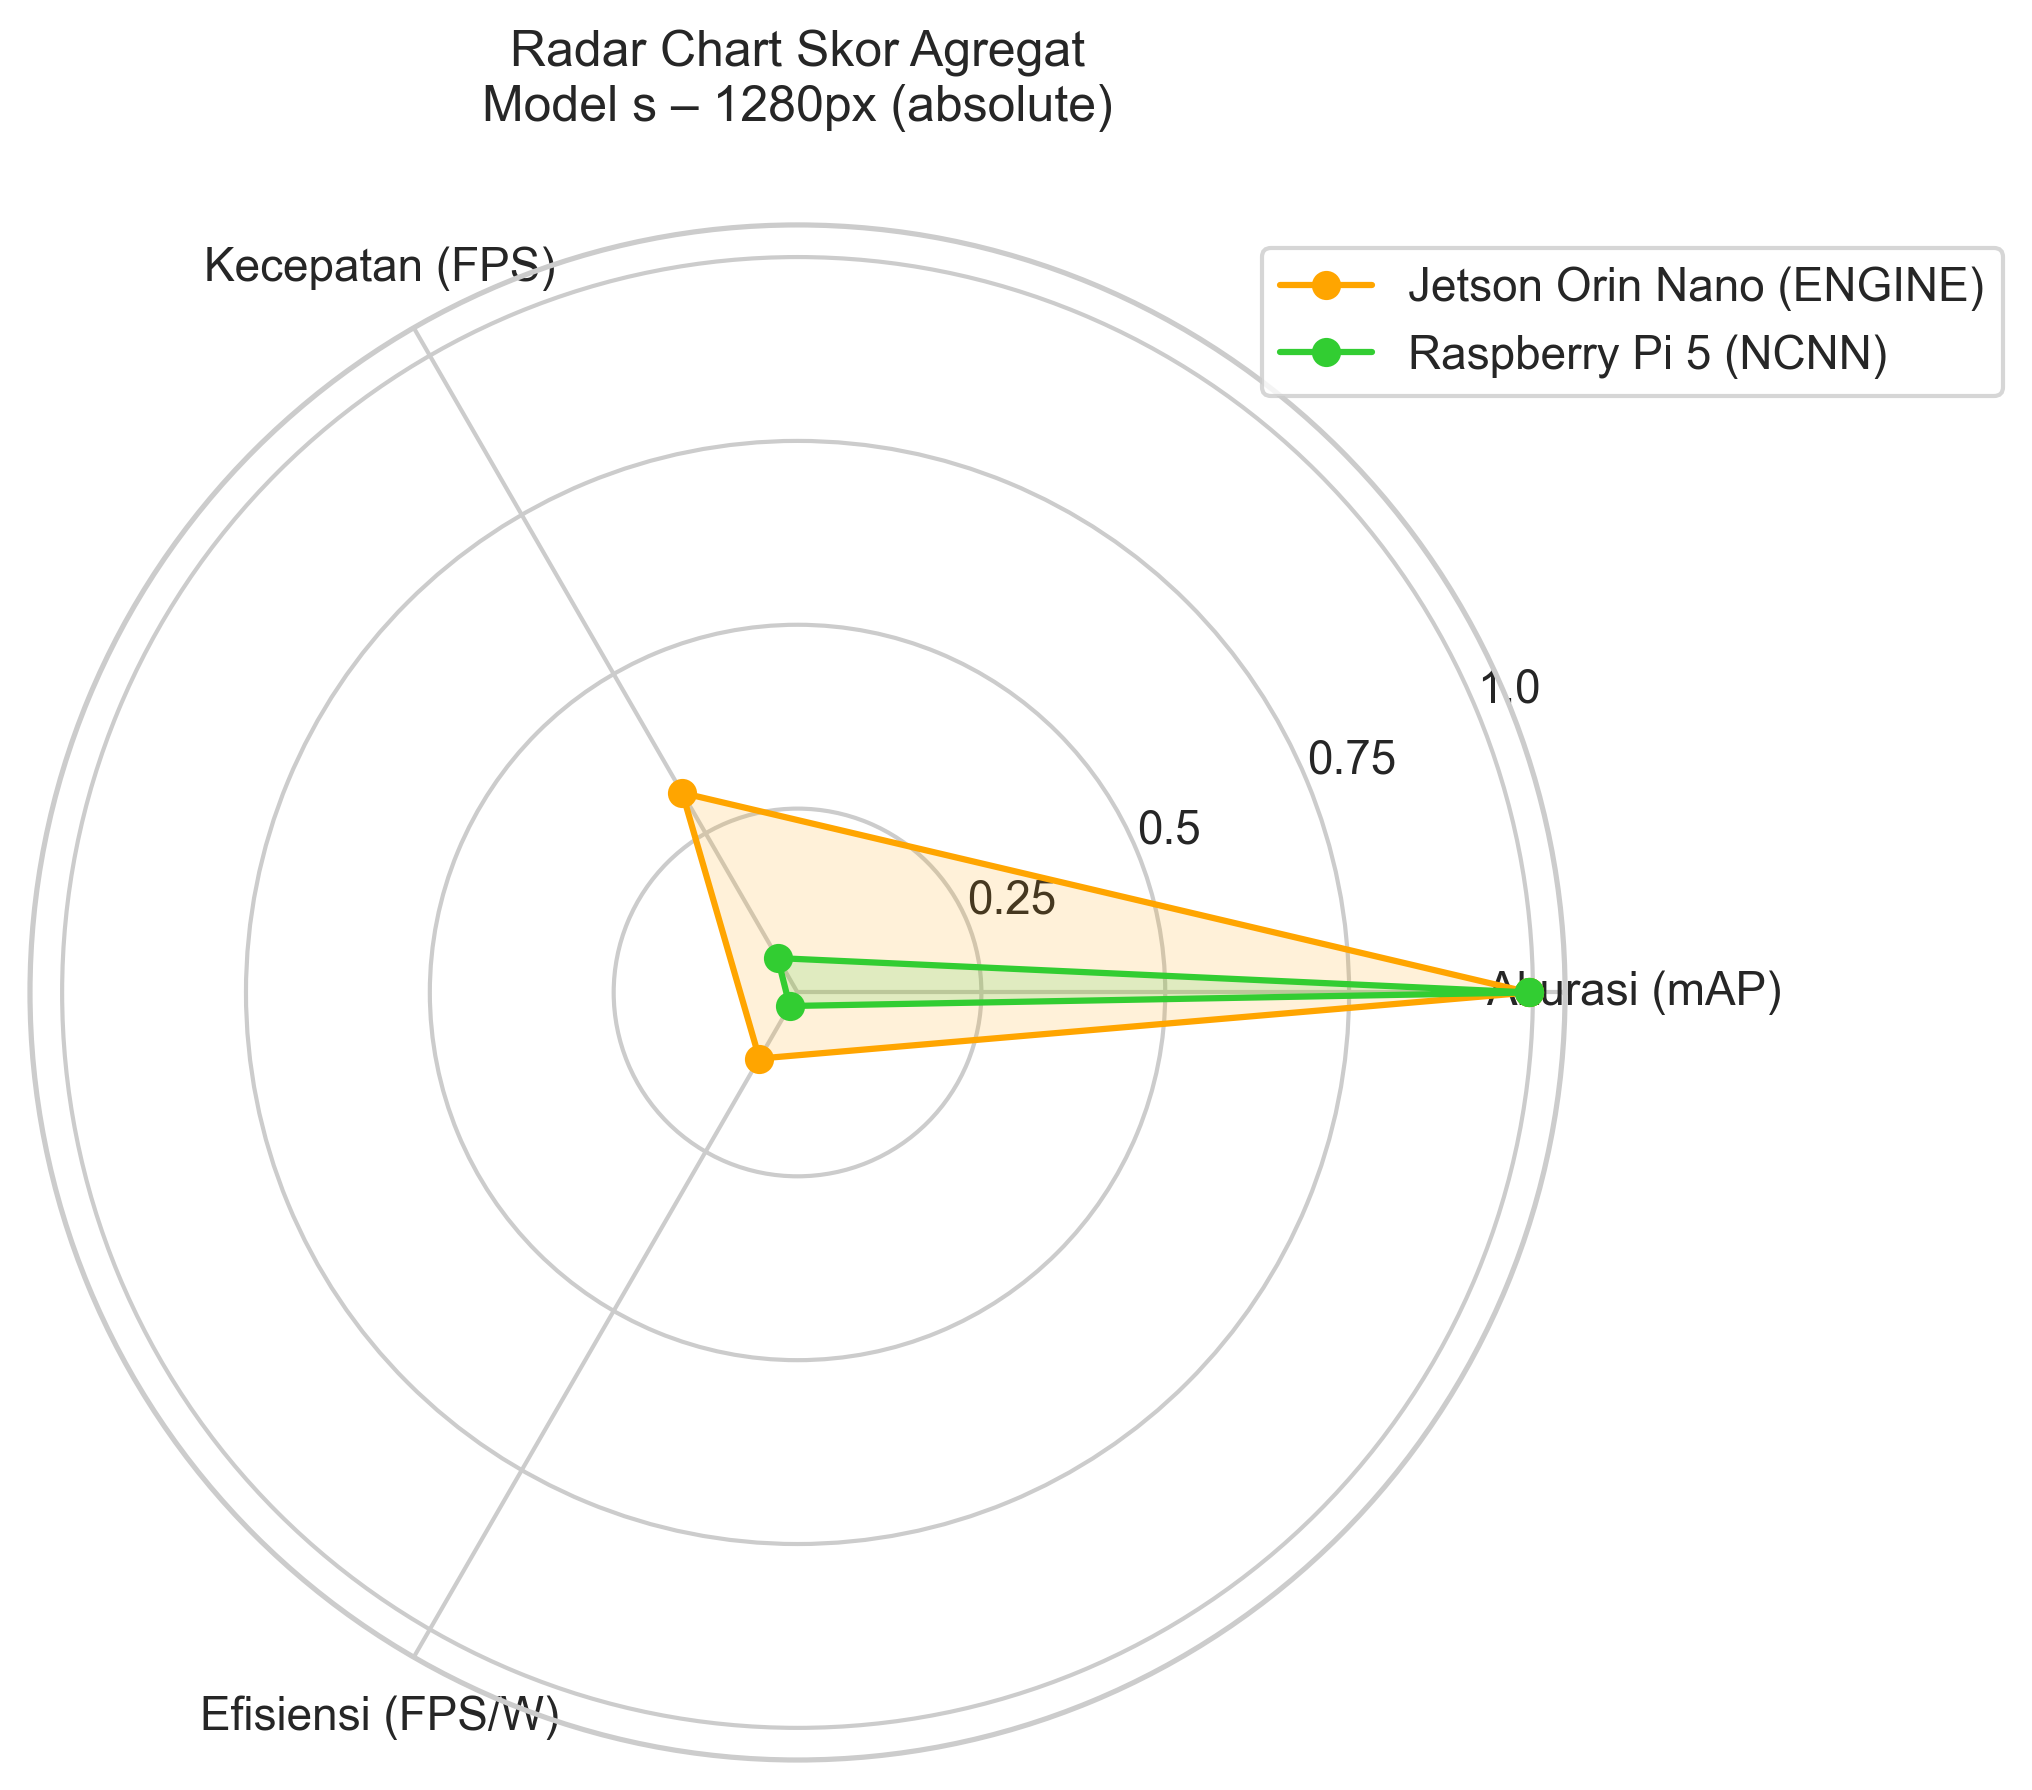 Radar Chart Skor Agregat
Model s – 1280px (absolute)
Kecepatan (FPS)
Jetson Orin Nano (ENGINE)
Raspberry Pi 5 (NCNN)
1.0
0.75
0.5
0.25
Akurasi (mAP)
Efisiensi (FPS/W)